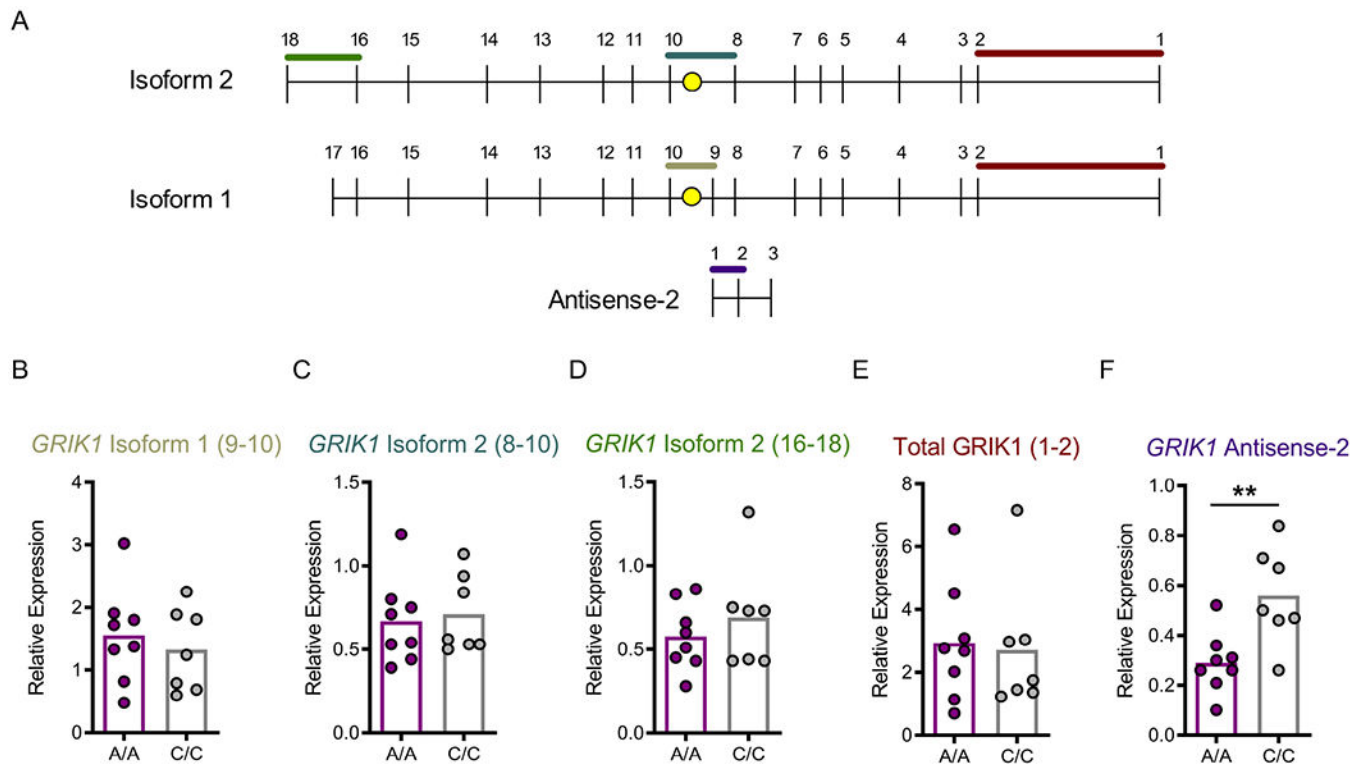 A
18 16 15 14 13 12 11 10 8 7 6 5 4 3 2 1
Isoform 2
17 16 15 14 13 12 11 10 9 8 7 6 5 4 3 2 1
Isoform 1
1 2 3
Antisense-2
B C D E F
GRIK1 Isoform 1 (9-10)
4
3
2
1
0
Relative Expression
A/A C/C
GRIK1 Isoform 2 (8-10)
1.5
1.0
0.5
0.0
Relative Expression
A/A C/C
GRIK1 Isoform 2 (16-18)
1.5
1.0
0.5
0.0
Relative Expression
A/A C/C
Total GRIK1 (1-2)
8
6
4
2
0
Relative Expression
A/A C/C
GRIK1 Antisense-2
1.0
0.8
0.6
0.4
0.2
0.0
Relative Expression
**
A/A C/C